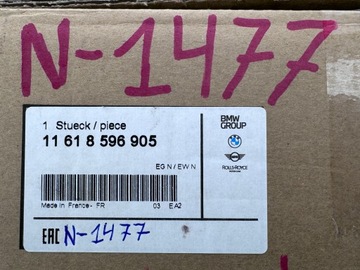 N-1477
1 Stueck / piece
11 61 8 596 905
BMW
GROUP
EG N / EW N
ROLLS-ROYCE
Made in France - FR 03 EA2
EAC N-1477